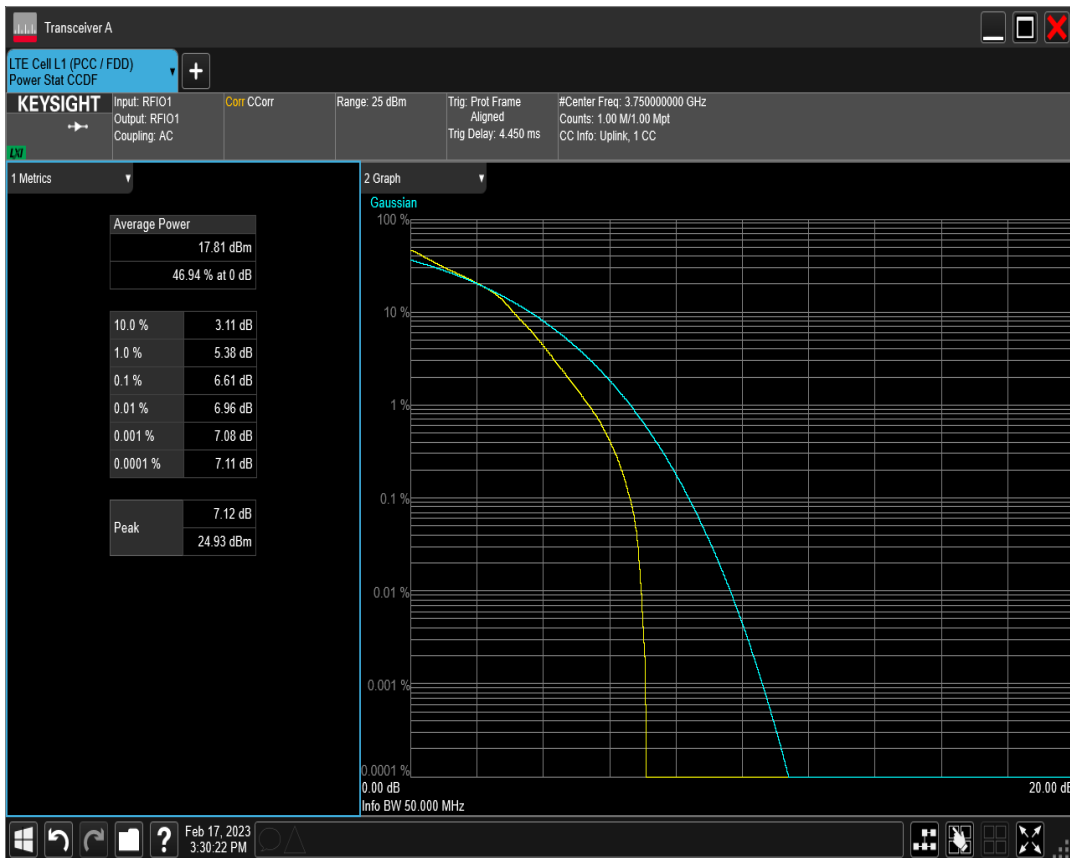 Transceiver A
LTE Cell L1 (PCC / FDD)
Power Stat CCDF
KEYSIGHT
LXI
Input: RFIO1
Output: RFIO1
Coupling: AC
Corr CCorr
Range: 25 dBm
Trig: Prot Frame
Aligned
Trig Delay: 4.450 ms
#Center Freq: 3.750000000 GHz
Counts: 1.00 M/1.00 Mpt
CC Info: Uplink, 1 CC
1 Metrics
Average Power
17.81 dBm
46.94 % at 0 dB
10.0 % 3.11 dB
1.0 % 5.38 dB
0.1 % 6.61 dB
0.01 % 6.96 dB
0.001 % 7.08 dB
0.0001 % 7.11 dB
Peak 7.12 dB
24.93 dBm
2 Graph
Gaussian
100 %
10 %
1 %
0.1 %
0.01 %
0.001 %
0.0001 %
0.00 dB 20.00 dB
Info BW 50.000 MHz
Feb 17, 2023
3:30:22 PM